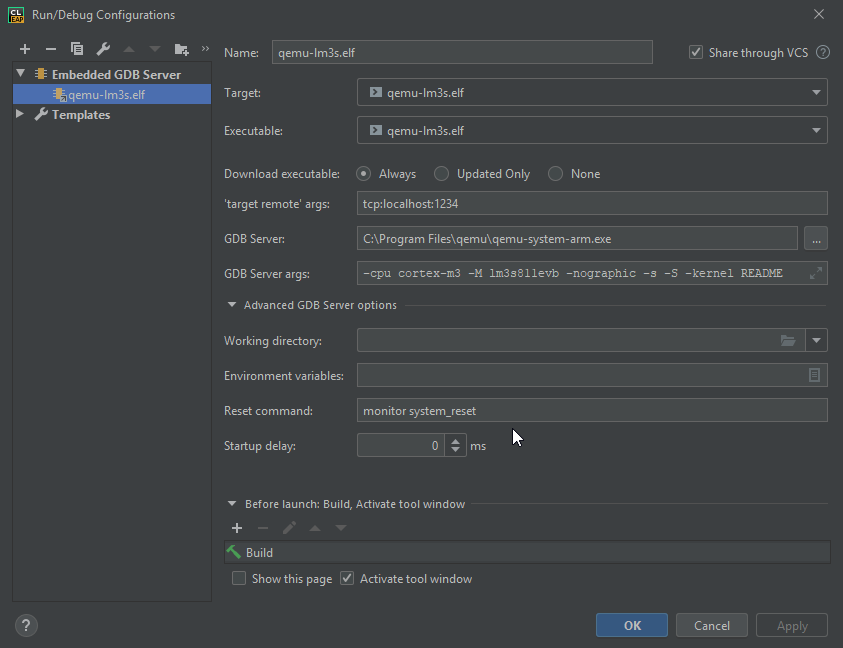 CL
EAP
Run/Debug Configurations
Name: qemu-lm3s.elf Share through VCS ?
Embedded GDB Server
qemu-lm3s.elf
Templates
Target: qemu-lm3s.elf
Executable: qemu-lm3s.elf
Download executable: Always Updated Only None
'target remote' args: tcp:localhost:1234
GDB Server: C:\Program Files\qemu\qemu-system-arm.exe ...
GDB Server args: -cpu cortex-m3 -M lm3s811evb -nographic -s -S -kernel README
Advanced GDB Server options
Working directory:
Environment variables:
Reset command: monitor system_reset
Startup delay: 0 ms
Before launch: Build, Activate tool window
Build
Show this page Activate tool window
? OK Cancel Apply